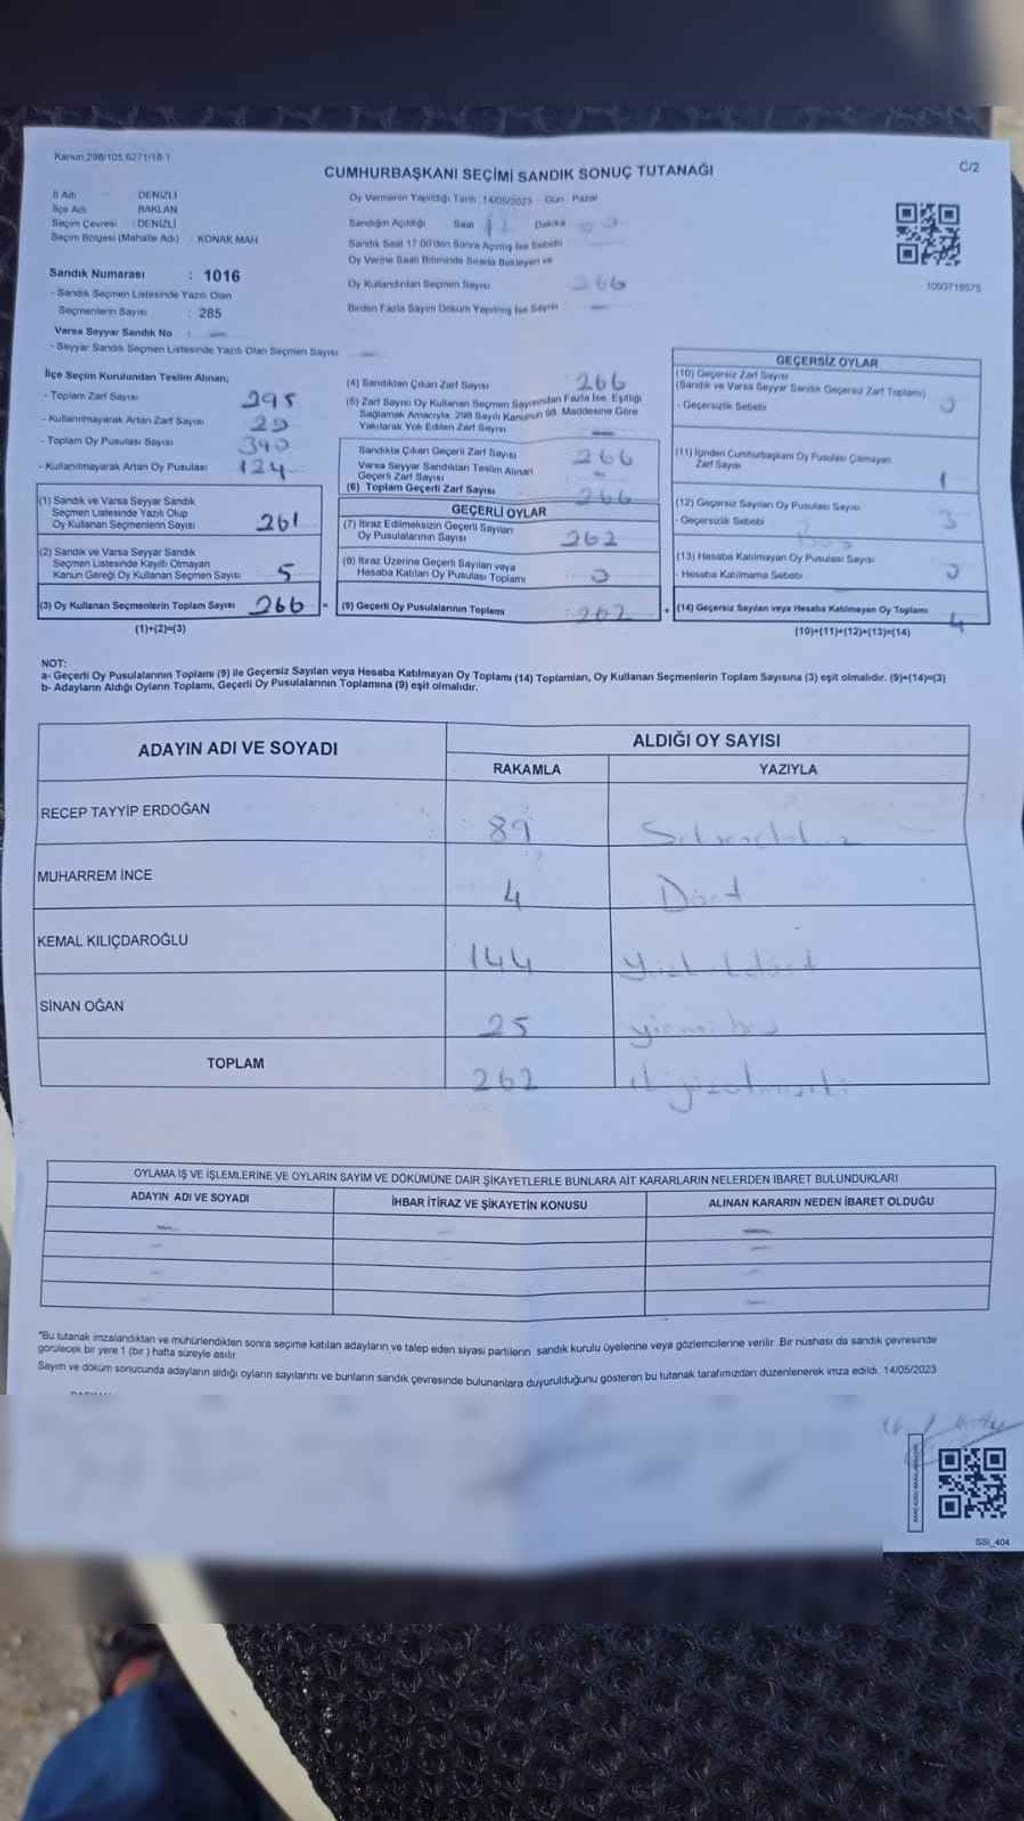 Kanun:298/105,6271/18.1
CUMHURBAŞKANI SEÇİMİ SANDIK SONUÇ TUTANAĞI
C/2
İl Adı DENİZLİ
İlçe Adı BAKLAN
Seçim Çevresi : DENİZLİ
Seçim Bölgesi (Mahalle Adı) KONAK MAH
Oy Vermenin Yapıldığı Tarih : 14/05/2023 Gün : Pazar
Sandığın Açıldığı Saat Dakika
Sandık Saat 17:00'den Sonra Açılmış İse Sebebi
Oy Verme Saati Bitiminde Sırada Bekleyen ve
Oy Kullandırılan Seçmen Sayısı 266
Birden Fazla Sayım Döküm Yapılmış İse Sayısı —
1093718575
Sandık Numarası : 1016
- Sandık Seçmen Listesinde Yazılı Olan
Seçmenlerin Sayısı : 285
Varsa Seyyar Sandık No : —
- Seyyar Sandık Seçmen Listesinde Yazılı Olan Seçmen Sayısı —
İlçe Seçim Kurulundan Teslim Alınan;
- Toplam Zarf Sayısı 295
- Kullanılmayarak Artan Zarf Sayısı 29
- Toplam Oy Pusulası Sayısı 390
- Kullanılmayarak Artan Oy Pusulası 124
(1) Sandık ve Varsa Seyyar Sandık
Seçmen Listesinde Yazılı Olup
Oy Kullanan Seçmenlerin Sayısı 261
(2) Sandık ve Varsa Seyyar Sandık
Seçmen Listesinde Kayıtlı Olmayan
Kanun Gereği Oy Kullanan Seçmen Sayısı 5
(3) Oy Kullanan Seçmenlerin Toplam Sayısı 266
(1)+(2)=(3)
(4) Sandıktan Çıkan Zarf Sayısı 266
(5) Zarf Sayısı Oy Kullanan Seçmen Sayısından Fazla İse, Eşitliği
Sağlamak Amacıyla, 298 Sayılı Kanunun 98. Maddesine Göre
Yakılarak Yok Edilen Zarf Sayısı —
Sandıkta Çıkan Geçerli Zarf Sayısı 266
Varsa Seyyar Sandıktan Teslim Alınan
Geçerli Zarf Sayısı —
(6) Toplam Geçerli Zarf Sayısı 266
GEÇERLİ OYLAR
(7) İtiraz Edilmeksizin Geçerli Sayılan
Oy Pusulalarının Sayısı 262
(8) İtiraz Üzerine Geçerli Sayılan veya
Hesaba Katılan Oy Pusulası Toplamı 0
= (9) Geçerli Oy Pusulalarının Toplamı : 262
GEÇERSİZ OYLAR
(10) Geçersiz Zarf Sayısı
(Sandık ve Varsa Seyyar Sandık Geçersiz Zarf Toplamı) 0
- Geçersizlik Sebebi
(11) İçinden Cumhurbaşkanı Oy Pusulası Çıkmayan
Zarf Sayısı 1
(12) Geçersiz Sayılan Oy Pusulası Sayısı 3
- Geçersizlik Sebebi
(13) Hesaba Katılmayan Oy Pusulası Sayısı 0
- Hesaba Katılmama Sebebi
+ (14) Geçersiz Sayılan veya Hesaba Katılmayan Oy Toplamı 4
(10)+(11)+(12)+(13)=(14)
NOT:
a- Geçerli Oy Pusulalarının Toplamı (9) ile Geçersiz Sayılan veya Hesaba Katılmayan Oy Toplamı (14) Toplamları, Oy Kullanan Seçmenlerin Toplam Sayısına (3) eşit olmalıdır. (9)+(14)=(3)
b- Adayların Aldığı Oyların Toplamı, Geçerli Oy Pusulalarının Toplamına (9) eşit olmalıdır.
ADAYIN ADI VE SOYADI ALDIĞI OY SAYISI
RAKAMLA YAZIYLA
RECEP TAYYİP ERDOĞAN 89
MUHARREM İNCE 4 Dört
KEMAL KILIÇDAROĞLU 144
SİNAN OĞAN 25 yirmi beş
TOPLAM 262
OYLAMA İŞ VE İŞLEMLERİNE VE OYLARIN SAYIM VE DÖKÜMÜNE DAİR ŞİKAYETLERLE BUNLARA AİT KARARLARIN NELERDEN İBARET BULUNDUKLARI
ADAYIN ADI VE SOYADI İHBAR İTİRAZ VE ŞİKAYETİN KONUSU ALINAN KARARIN NEDEN İBARET OLDUĞU
"Bu tutanak imzalandıktan ve mühürlendikten sonra seçime katılan adayların ve talep eden siyasi partilerin sandık kurulu üyelerine veya gözlemcilerine verilir. Bir nüshası da sandık çevresinde
görülecek bir yere 1 (bir ) hafta süreyle asılır.
Sayım ve döküm sonucunda adayların aldığı oyların sayılarını ve bunların sandık çevresinde bulunanlara duyurulduğunu gösteren bu tutanak tarafımızdan düzenlenerek imza edildi. 14/05/2023
SSI_404